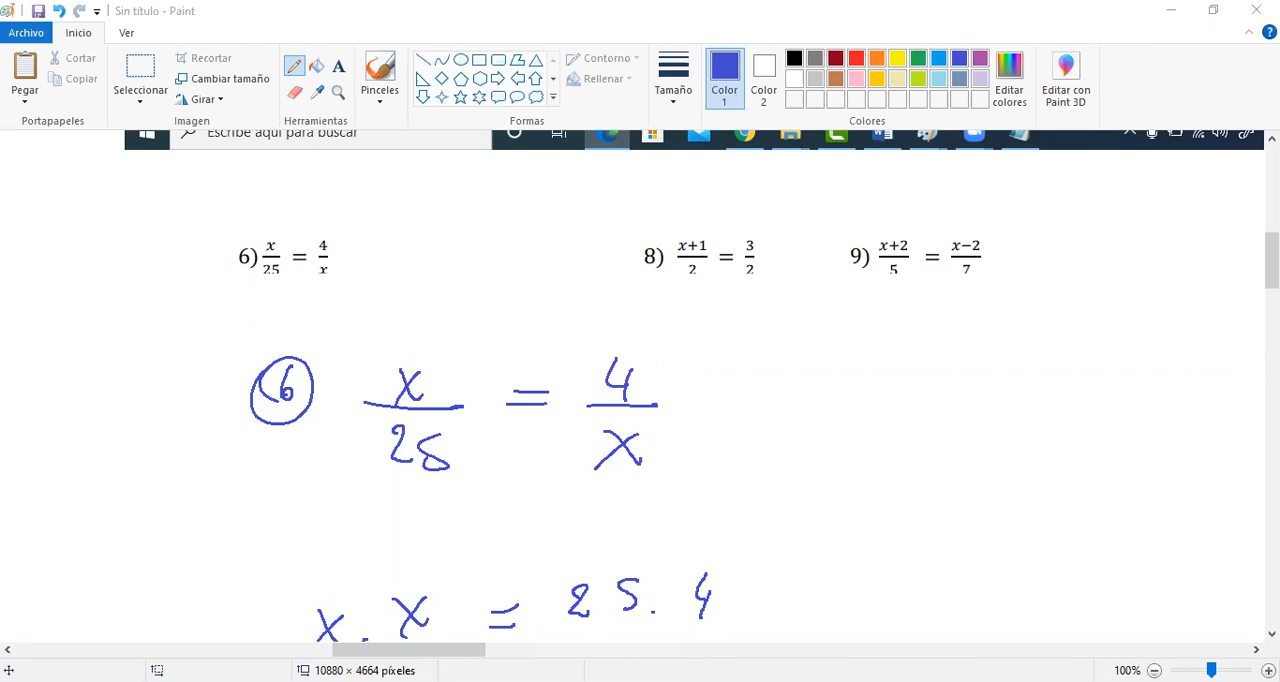 Sin título - Paint
Archivo Inicio Ver
Pegar
Cortar
Copiar
Portapapeles
Seleccionar
Recortar
Cambiar tamaño
Girar
Imagen
A
Herramientas
Pinceles
Contorno
Rellenar
Formas
Tamaño
Color 1
Color 2
Editar colores
Colores
Editar con Paint 3D
Escribe aquí para buscar
6) x/25 = 4/x 8) x+1/2 = 3/2 9) x+2/5 = x−2/7
6 x/25 = 4/x
x . x = 25 . 4
10880 × 4664 píxeles 100%